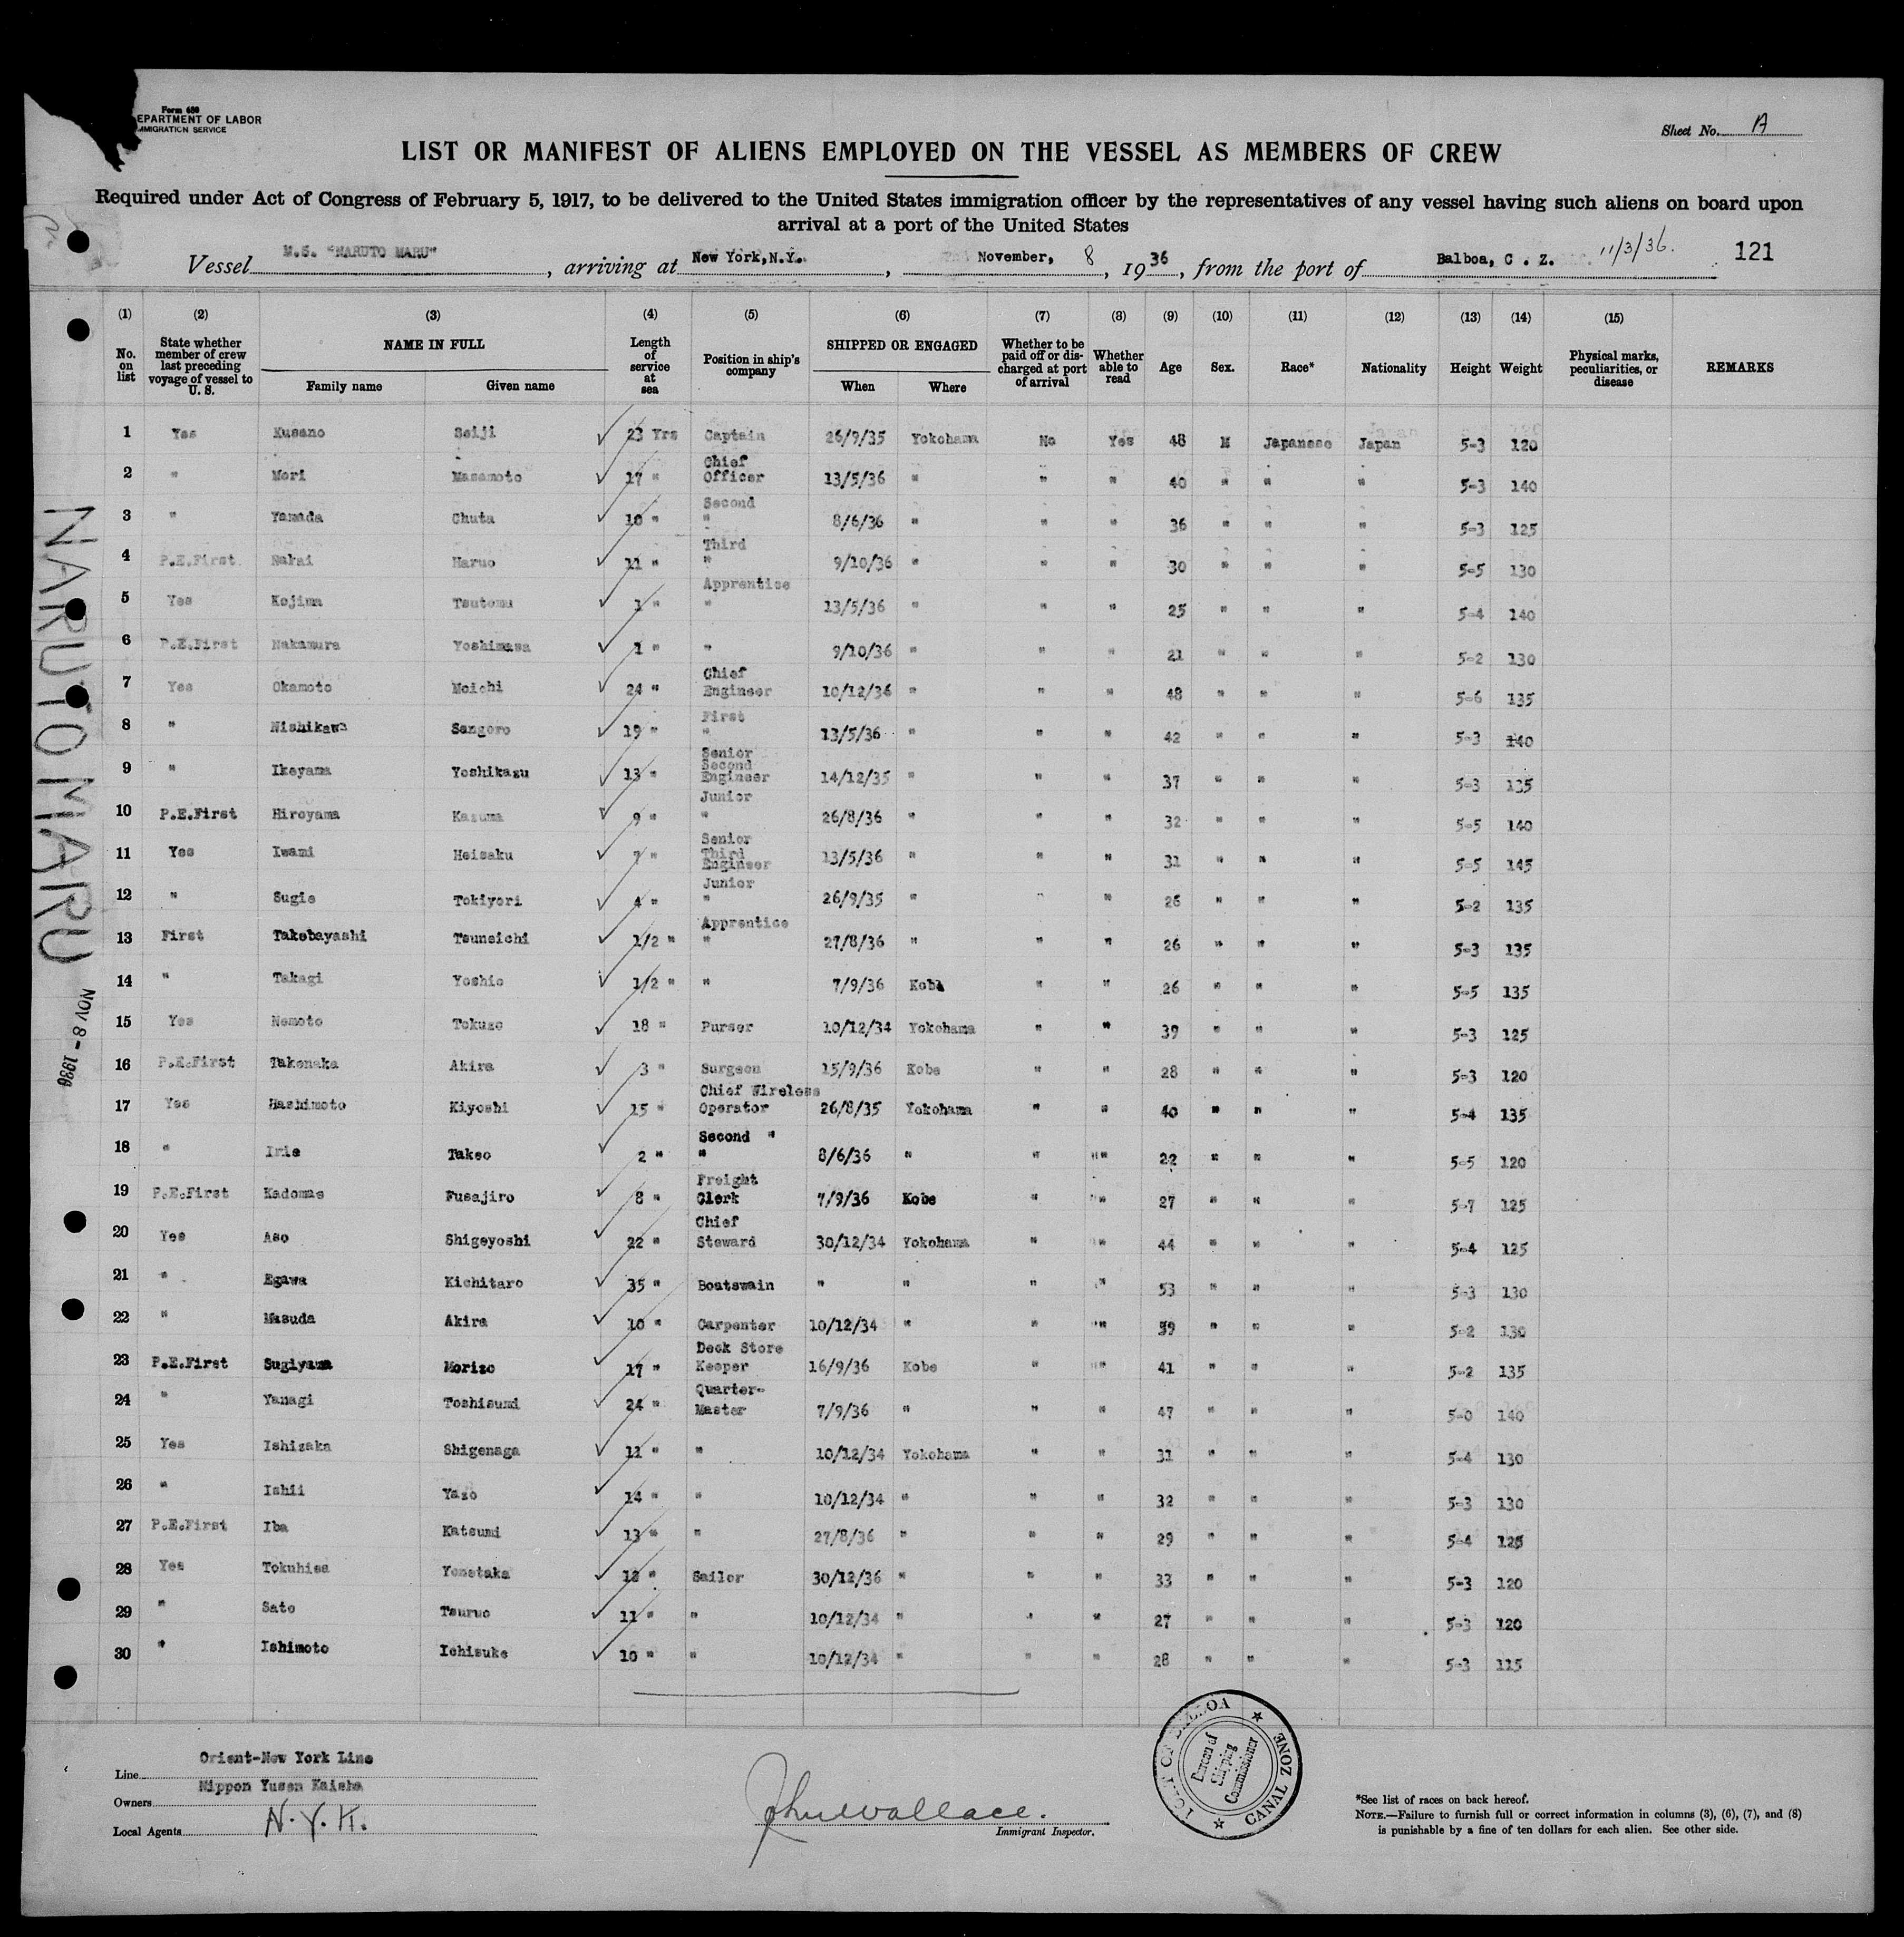 Form 680
DEPARTMENT OF LABOR
IMMIGRATION SERVICE
Sheet No. A
LIST OR MANIFEST OF ALIENS EMPLOYED ON THE VESSEL AS MEMBERS OF CREW
Required under Act of Congress of February 5, 1917, to be delivered to the United States immigration officer by the representatives of any vessel having such aliens on board upon
arrival at a port of the United States
Vessel M.S. "NARUTO MARU", arriving at New York, N.Y., November, 8, 1936, from the port of Balboa, C. Z. 11/3/36. 121
(1) (2) (3) (4) (5) (6) (7) (8) (9) (10) (11) (12) (13) (14) (15)
No. on list | State whether member of crew last preceding voyage of vessel to U. S. | NAME IN FULL Family name Given name | Length of service at sea | Position in ship's company | SHIPPED OR ENGAGED When Where | Whether to be paid off or discharged at port of arrival | Whether able to read | Age | Sex. | Race* | Nationality | Height | Weight | Physical marks, peculiarities, or disease | REMARKS
1 Yes Kusano Seiji 23 Yrs Captain 26/9/35 Yokohama No Yes 48 M Japanese Japan 5-3 120
2 " Mori Masamoto 17 " Chief Officer 13/5/36 " " " 40 " " " 5-3 140
3 " Yamada Chuta 10 " Second " 8/6/36 " " " 36 " " " 5-3 125
4 P.E.First Nakai Haruo 11 " Third " 9/10/36 " " " 30 " " " 5-5 130
5 Yes Kojima Tsutomu 1 " Apprentice " 13/5/36 " " " 25 " " " 5-4 140
6 P.E.First Nakamura Yoshimasa 1 " " 9/10/36 " " " 21 " " " 5-2 130
7 Yes Okamoto Moichi 24 " Chief Engineer 10/12/36 " " " 48 " " " 5-6 135
8 " Nishikawa Sangoro 19 " First " 13/5/36 " " " 42 " " " 5-3 140
9 " Ikeyama Yoshikazu 13 " Senior Second Engineer 14/12/35 " " " 37 " " " 5-3 135
10 P.E.First Hiroyama Kazuma 9 " Junior " 26/8/36 " " " 32 " " " 5-5 140
11 Yes Iwami Heisaku 7 " Senior Third Engineer 13/5/36 " " " 31 " " " 5-5 145
12 " Sugie Tokiyori 4 " Junior " 26/9/35 " " " 26 " " " 5-2 135
13 First Takebayashi Tsuneichi 1/2 " Apprentice " 27/8/36 " " " 26 " " " 5-3 135
14 " Takagi Yoshio 1/2 " " 7/9/36 Kobe " " 26 " " " 5-5 135
15 Yes Nemoto Tokuzo 18 " Purser 10/12/34 Yokohama " " 39 " " " 5-3 125
16 P.E.First Takenaka Akira 3 " Surgeon 15/9/36 Kobe " " 28 " " " 5-3 120
17 Yes Hashimoto Kiyoshi 15 " Chief Wireless Operator 26/8/35 Yokohama " " 40 " " " 5-4 135
18 " Irie Takeo 2 " Second " " 8/6/36 " " " 22 " " " 5-5 120
19 P.E.First Kadomae Fusajiro 8 " Freight Clerk 7/9/36 Kobe " " 27 " " " 5-7 125
20 Yes Aso Shigeyoshi 22 " Chief Steward 30/12/34 Yokohama " " 44 " " " 5-4 125
21 " Egawa Kichitaro 35 " Boatswain " " " " 53 " " " 5-3 130
22 " Masuda Akira 10 " Carpenter 10/12/34 " " " 39 " " " 5-2 130
23 P.E.First Sugiyama Morizo 17 " Deck Store Keeper 16/9/36 Kobe " " 41 " " " 5-2 135
24 " Yanagi Toshisumi 24 " Quarter-Master 7/9/36 " " " 47 " " " 5-0 140
25 Yes Ishizaka Shigenaga 11 " " 10/12/34 Yokohama " " 31 " " " 5-4 130
26 " Ishii Yazo 14 " " 10/12/34 " " " 32 " " " 5-3 130
27 P.E.First Iba Katsumi 13 " " 27/8/36 " " " 29 " " " 5-4 125
28 Yes Tokuhisa Yonetaka 12 " Sailor 30/12/36 " " " 33 " " " 5-3 120
29 " Sato Tsuruo 11 " " 10/12/34 " " " 27 " " " 5-3 120
30 " Ishimoto Ichisuke 10 " " 10/12/34 " " " 28 " " " 5-3 115
NARUTO MARU
NOV 8 - 1936
Line Orient-New York Line
Owners Nippon Yusen Kaisha
Local Agents N.Y.K.
John Wallace.
Immigrant Inspector.
PORT OF BALBOA
CANAL ZONE
Bureau of
Shipping
Commissioner
*See list of races on back hereof.
NOTE.—Failure to furnish full or correct information in columns (3), (6), (7), and (8)
is punishable by a fine of ten dollars for each alien. See other side.